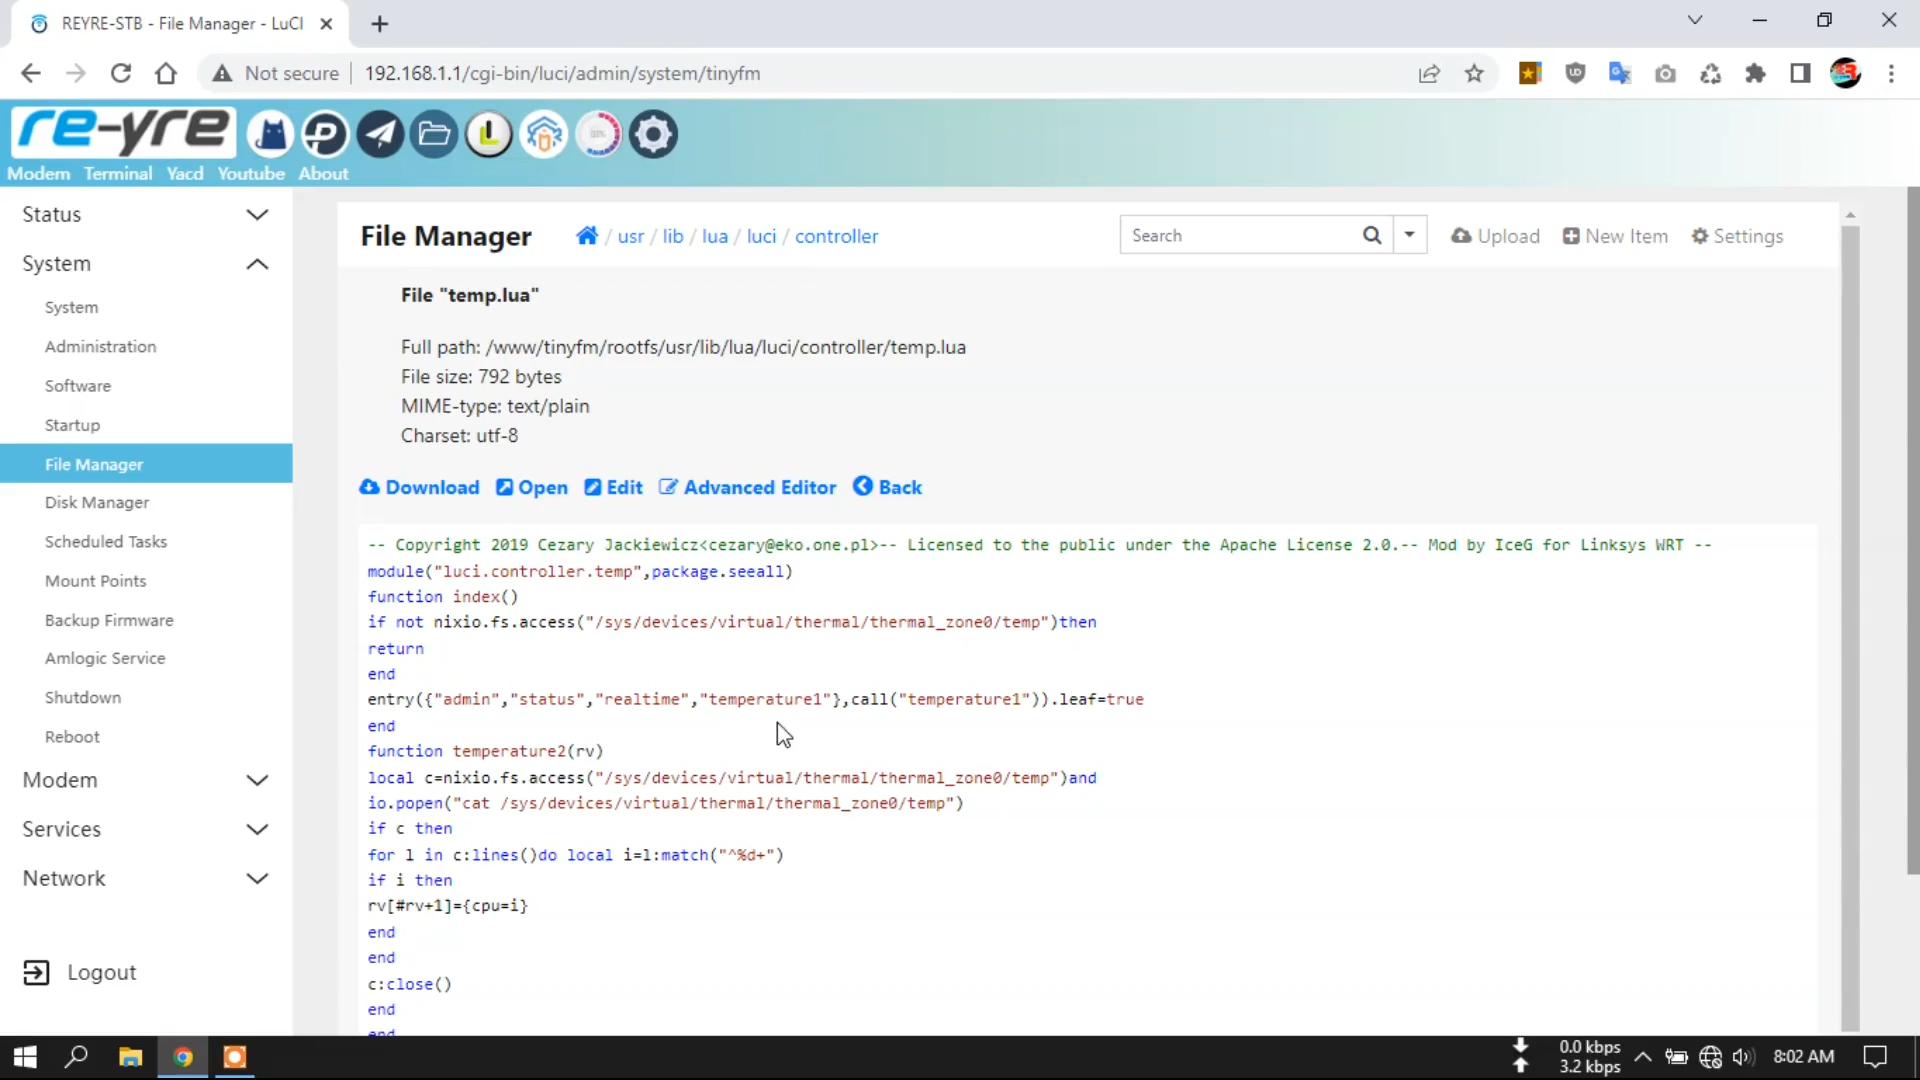 REYRE-STB - File Manager - LuCI
Not secure
192.168.1.1/cgi-bin/luci/admin/system/tinyfm
re-yre
Modem Terminal Yacd Youtube About
Status
System
System
Administration
Software
Startup
File Manager
Disk Manager
Scheduled Tasks
Mount Points
Backup Firmware
Amlogic Service
Shutdown
Reboot
Modem
Services
Network
Logout
File Manager
/ usr / lib / lua / luci / controller
Search
Upload
New Item
Settings
File "temp.lua"
Full path: /www/tinyfm/rootfs/usr/lib/lua/luci/controller/temp.lua
File size: 792 bytes
MIME-type: text/plain
Charset: utf-8
Download Open Edit Advanced Editor Back
-- Copyright 2019 Cezary Jackiewicz<cezary@eko.one.pl>-- Licensed to the public under the Apache License 2.0.-- Mod by IceG for Linksys WRT --
module("luci.controller.temp",package.seeall)
function index()
if not nixio.fs.access("/sys/devices/virtual/thermal/thermal_zone0/temp")then
return
end
entry({"admin","status","realtime","temperature1"},call("temperature1")).leaf=true
end
function temperature2(rv)
local c=nixio.fs.access("/sys/devices/virtual/thermal/thermal_zone0/temp")and
io.popen("cat /sys/devices/virtual/thermal/thermal_zone0/temp")
if c then
for l in c:lines()do local i=l:match("^%d+")
if i then
rv[#rv+1]={cpu=i}
end
end
c:close()
end
end
0.0 kbps
3.2 kbps
8:02 AM